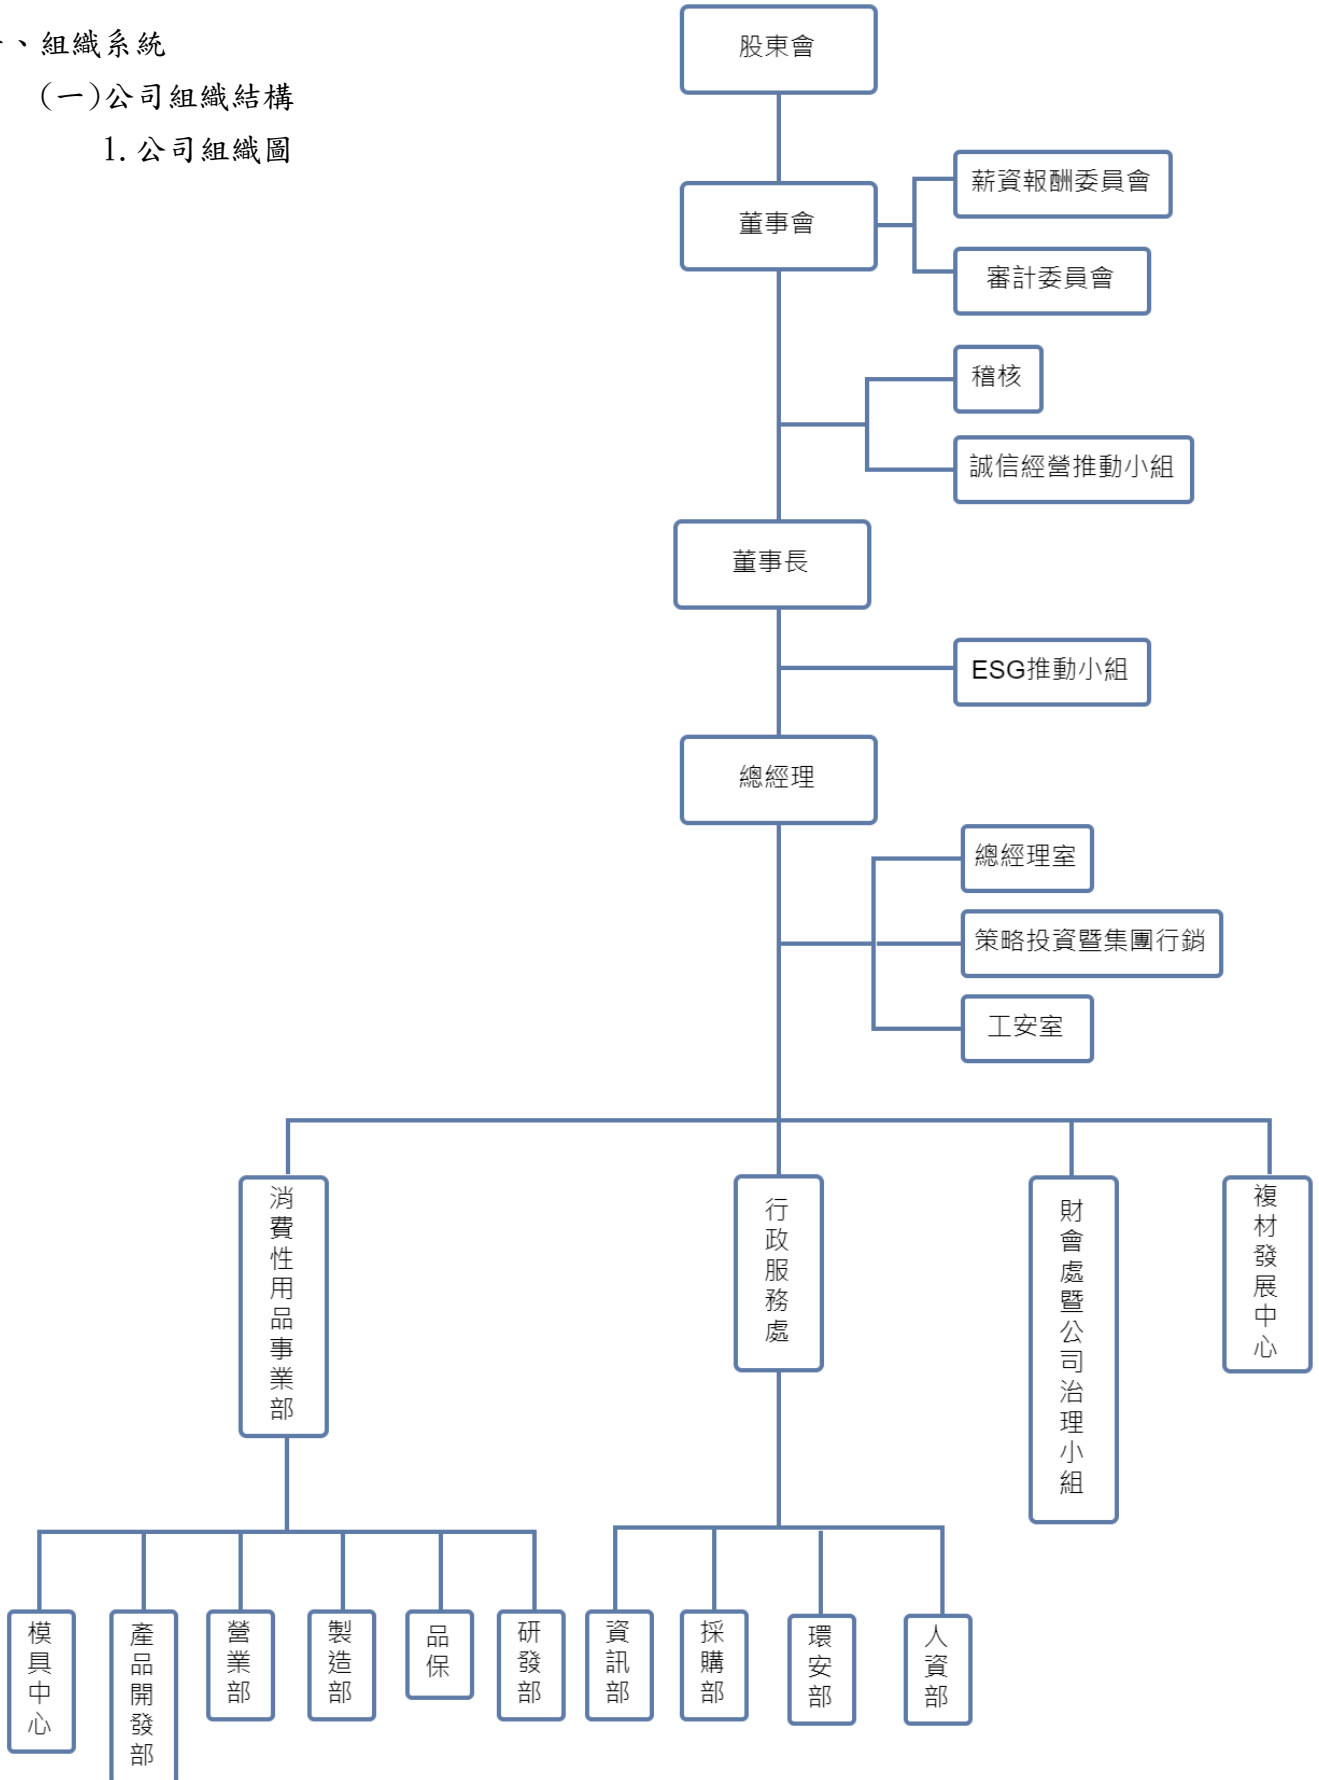 、組織系統
(一)公司組織結構
1.公司組織圖
股東會
董事會
薪資報酬委員會
審計委員會
稽核
誠信經營推動小組
董事長
ESG推動小組
總經理
總經理室
策略投資暨集團行銷
工安室
消費性用品事業部
行政服務處
財會處暨公司治理小組
複材發展中心
模具中心
產品開發部
營業部
製造部
品保
研發部
資訊部
採購部
環安部
人資部